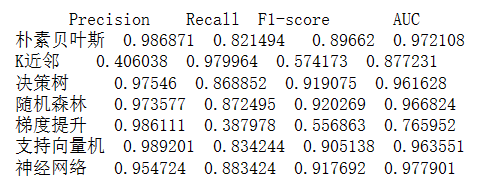 Precision Recall F1-score AUC
朴素贝叶斯 0.986871 0.821494 0.89662 0.972108
K近邻 0.406038 0.979964 0.574173 0.877231
决策树 0.97546 0.868852 0.919075 0.961628
随机森林 0.973577 0.872495 0.920269 0.966824
梯度提升 0.986111 0.387978 0.556863 0.765952
支持向量机 0.989201 0.834244 0.905138 0.963551
神经网络 0.954724 0.883424 0.917692 0.977901